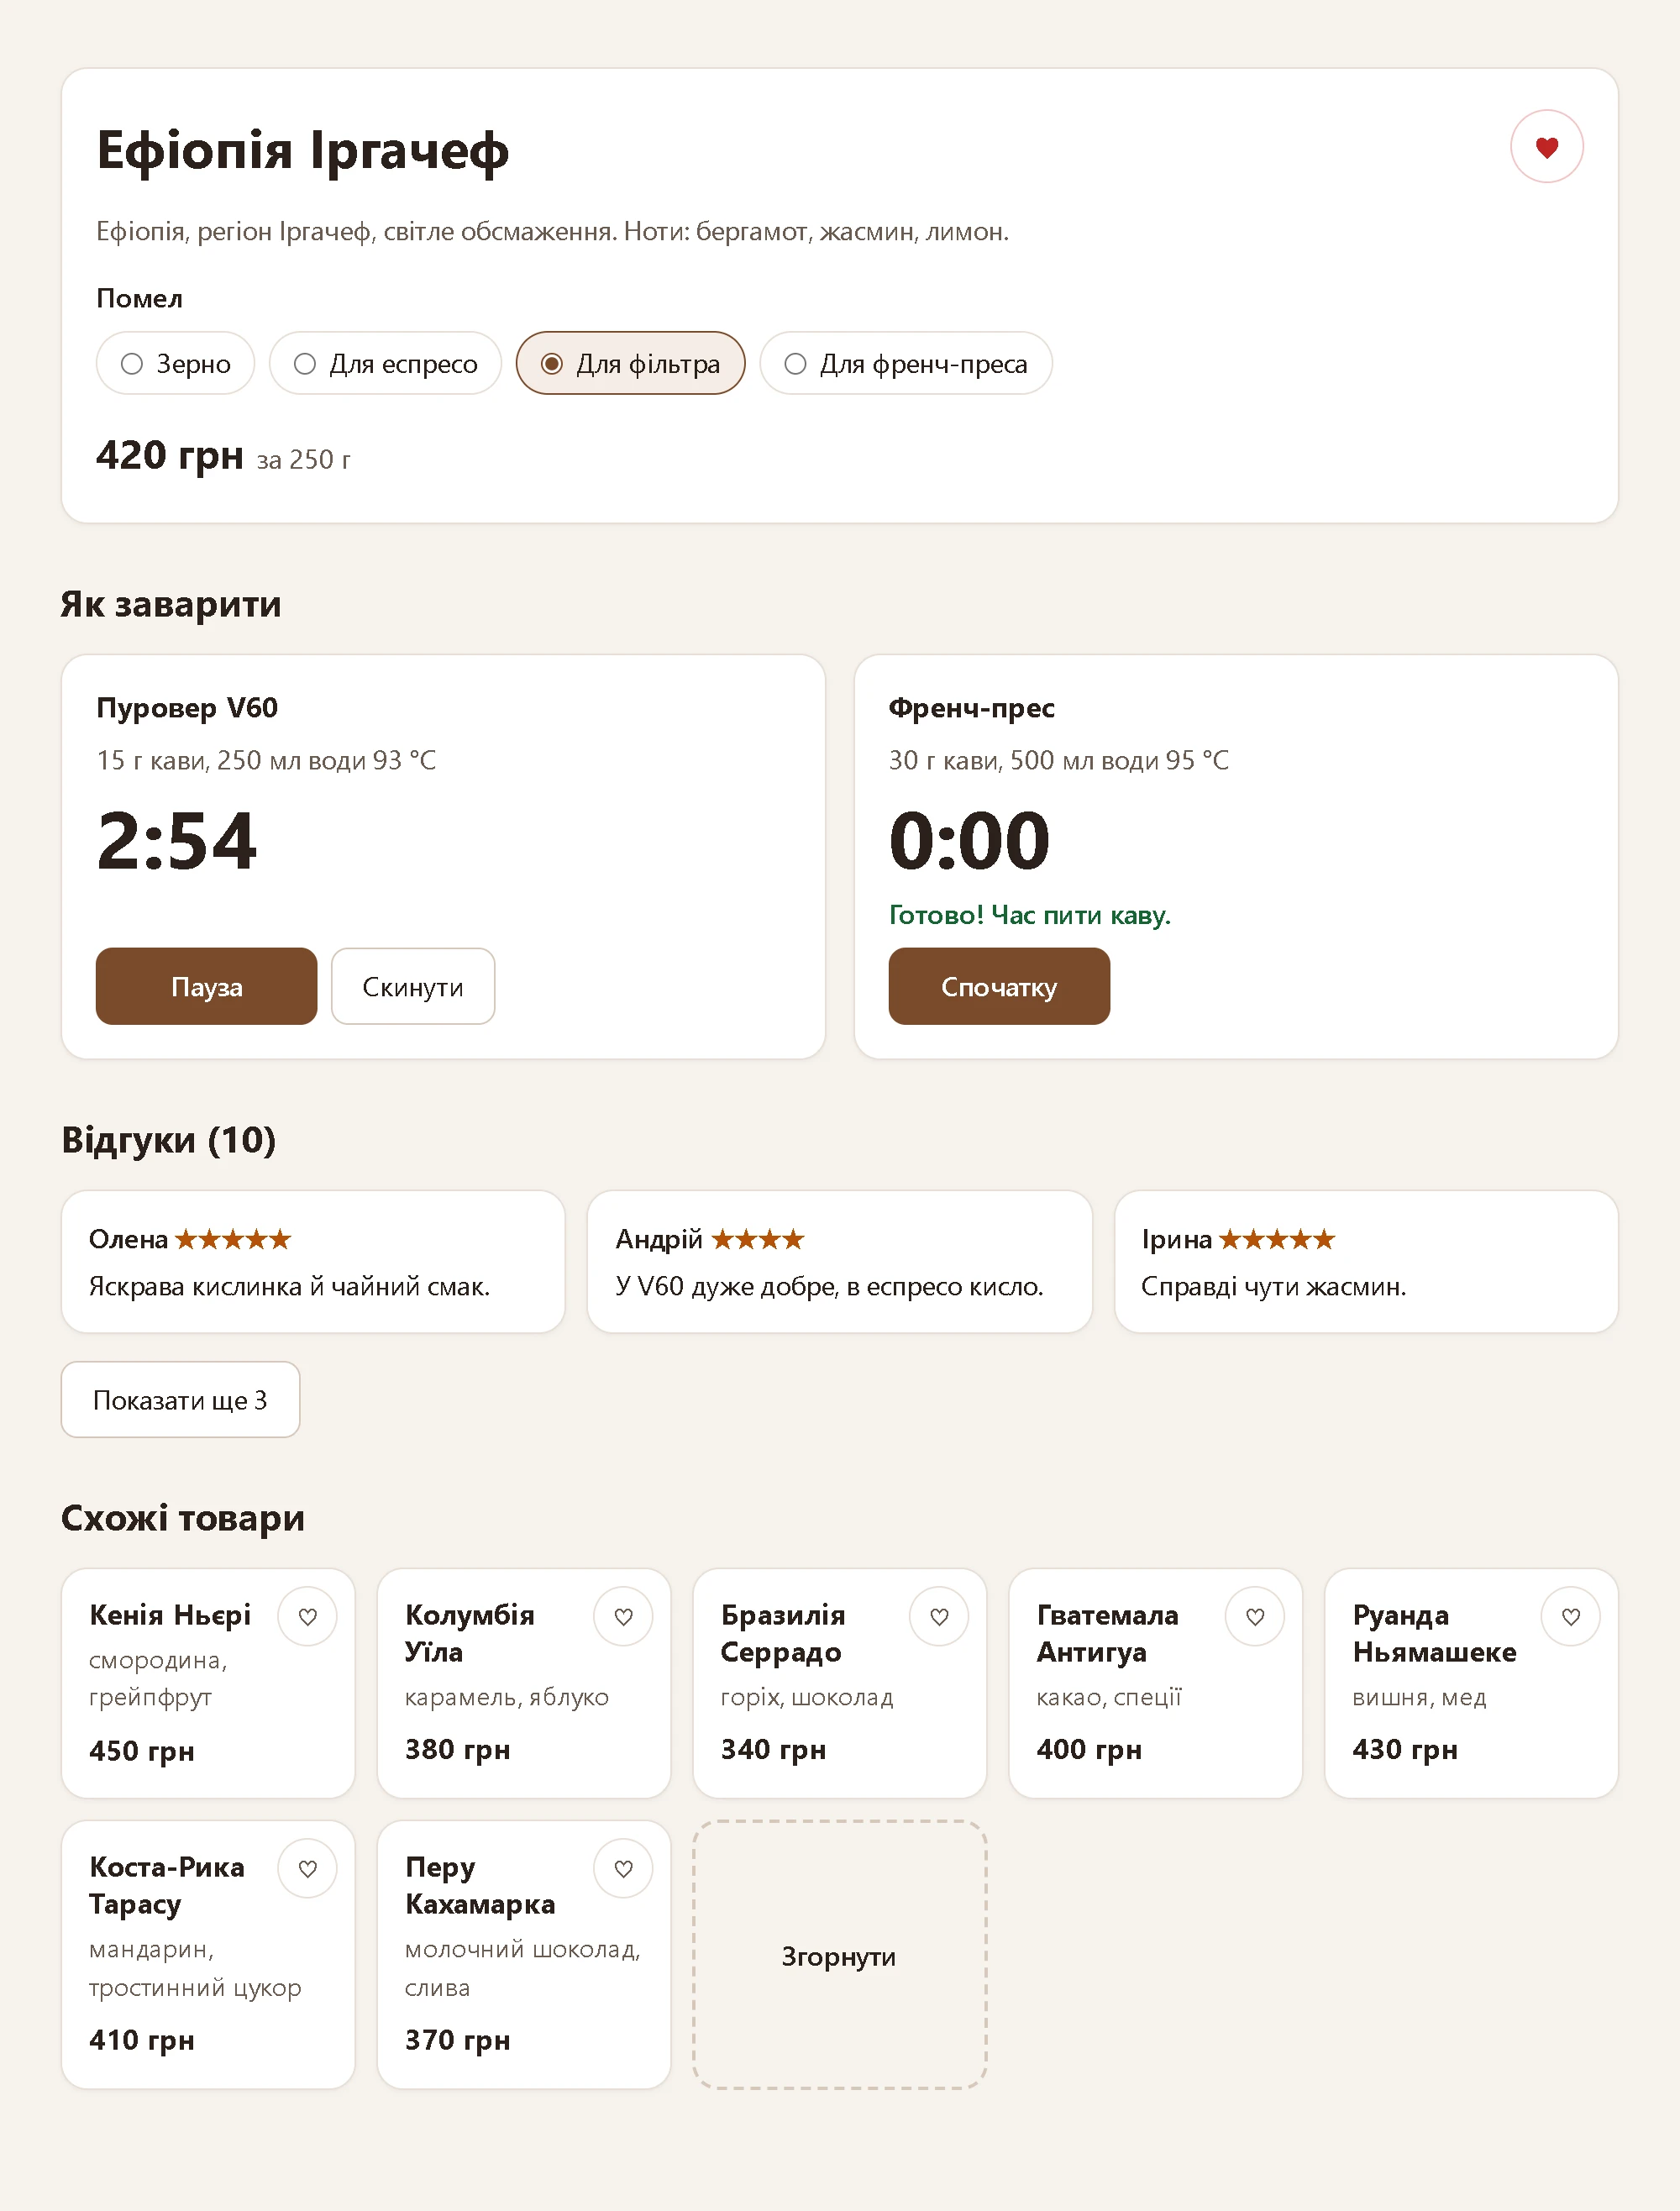 Ефіопія Іргачеф
Ефіопія, регіон Іргачеф, світле обсмаження. Ноти: бергамот, жасмин, лимон.
Помел
Зерно
Для еспресо
Для фільтра
Для френч-преса
420 грн за 250 г
Як заварити
Пуровер V60
15 г кави, 250 мл води 93 °C
2:54
Пауза
Скинути
Френч-прес
30 г кави, 500 мл води 95 °C
0:00
Готово! Час пити каву.
Спочатку
Відгуки (10)
Олена ★★★★★
Яскрава кислинка й чайний смак.
Андрій ★★★★
У V60 дуже добре, в еспресо кисло.
Ірина ★★★★★
Справді чути жасмин.
Показати ще 3
Схожі товари
Кенія Ньєрі
смородина,
грейпфрут
450 грн
Колумбія
Уїла
карамель, яблуко
380 грн
Бразилія
Серрадо
горіх, шоколад
340 грн
Гватемала
Антигуа
какао, спеції
400 грн
Руанда
Ньямашеке
вишня, мед
430 грн
Коста-Рика
Тарасу
мандарин,
тростинний цукор
410 грн
Перу
Кахамарка
молочний шоколад,
слива
370 грн
Згорнути